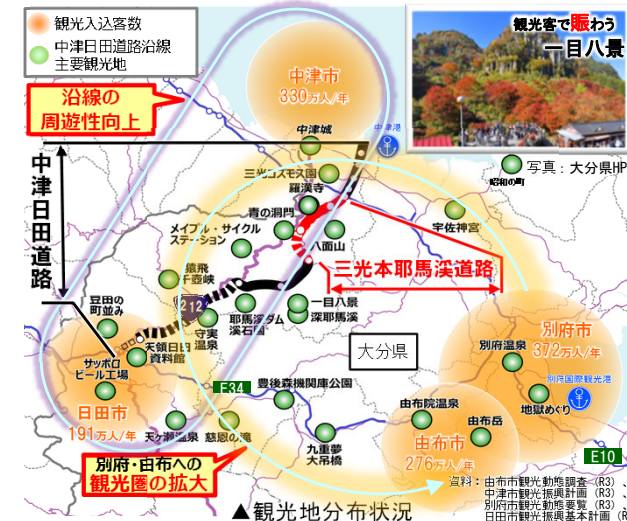 観光入込客数
中津日田道路沿線
主要観光地
観光客で賑わう
一目八景
写真：大分県HP
沿線の
周遊性向上
中津市
330万人/年
中津城
中津港
三光コスモス園
羅漢寺
昭和の町
青の洞門
宇佐神宮
メイプル・サイクル
ステーション
八面山
中津日田道路
三光本耶馬渓道路
猿飛
千壺峡
212
豆田の
町並み
守実
温泉
耶馬溪ダム
溪石園
一目八景
深耶馬溪
大分県
別府市
372万人/年
別府温泉
天領日田
資料館
サッポロ
ビール工場
E34
豊後森機関庫公園
別府国際観光港
地獄めぐり
日田市
191万人/年
由布院温泉
由布岳
天ヶ瀬温泉
慈恩の滝
九重夢
大吊橋
由布市
276万人/年
E10
別府・由布への
観光圏の拡大
▲観光地分布状況
資料：由布市観光動態調査（R3）、
中津市観光振興計画（R3）、
別府市観光動態要覧（R3）、
日田市観光振興基本計画（R